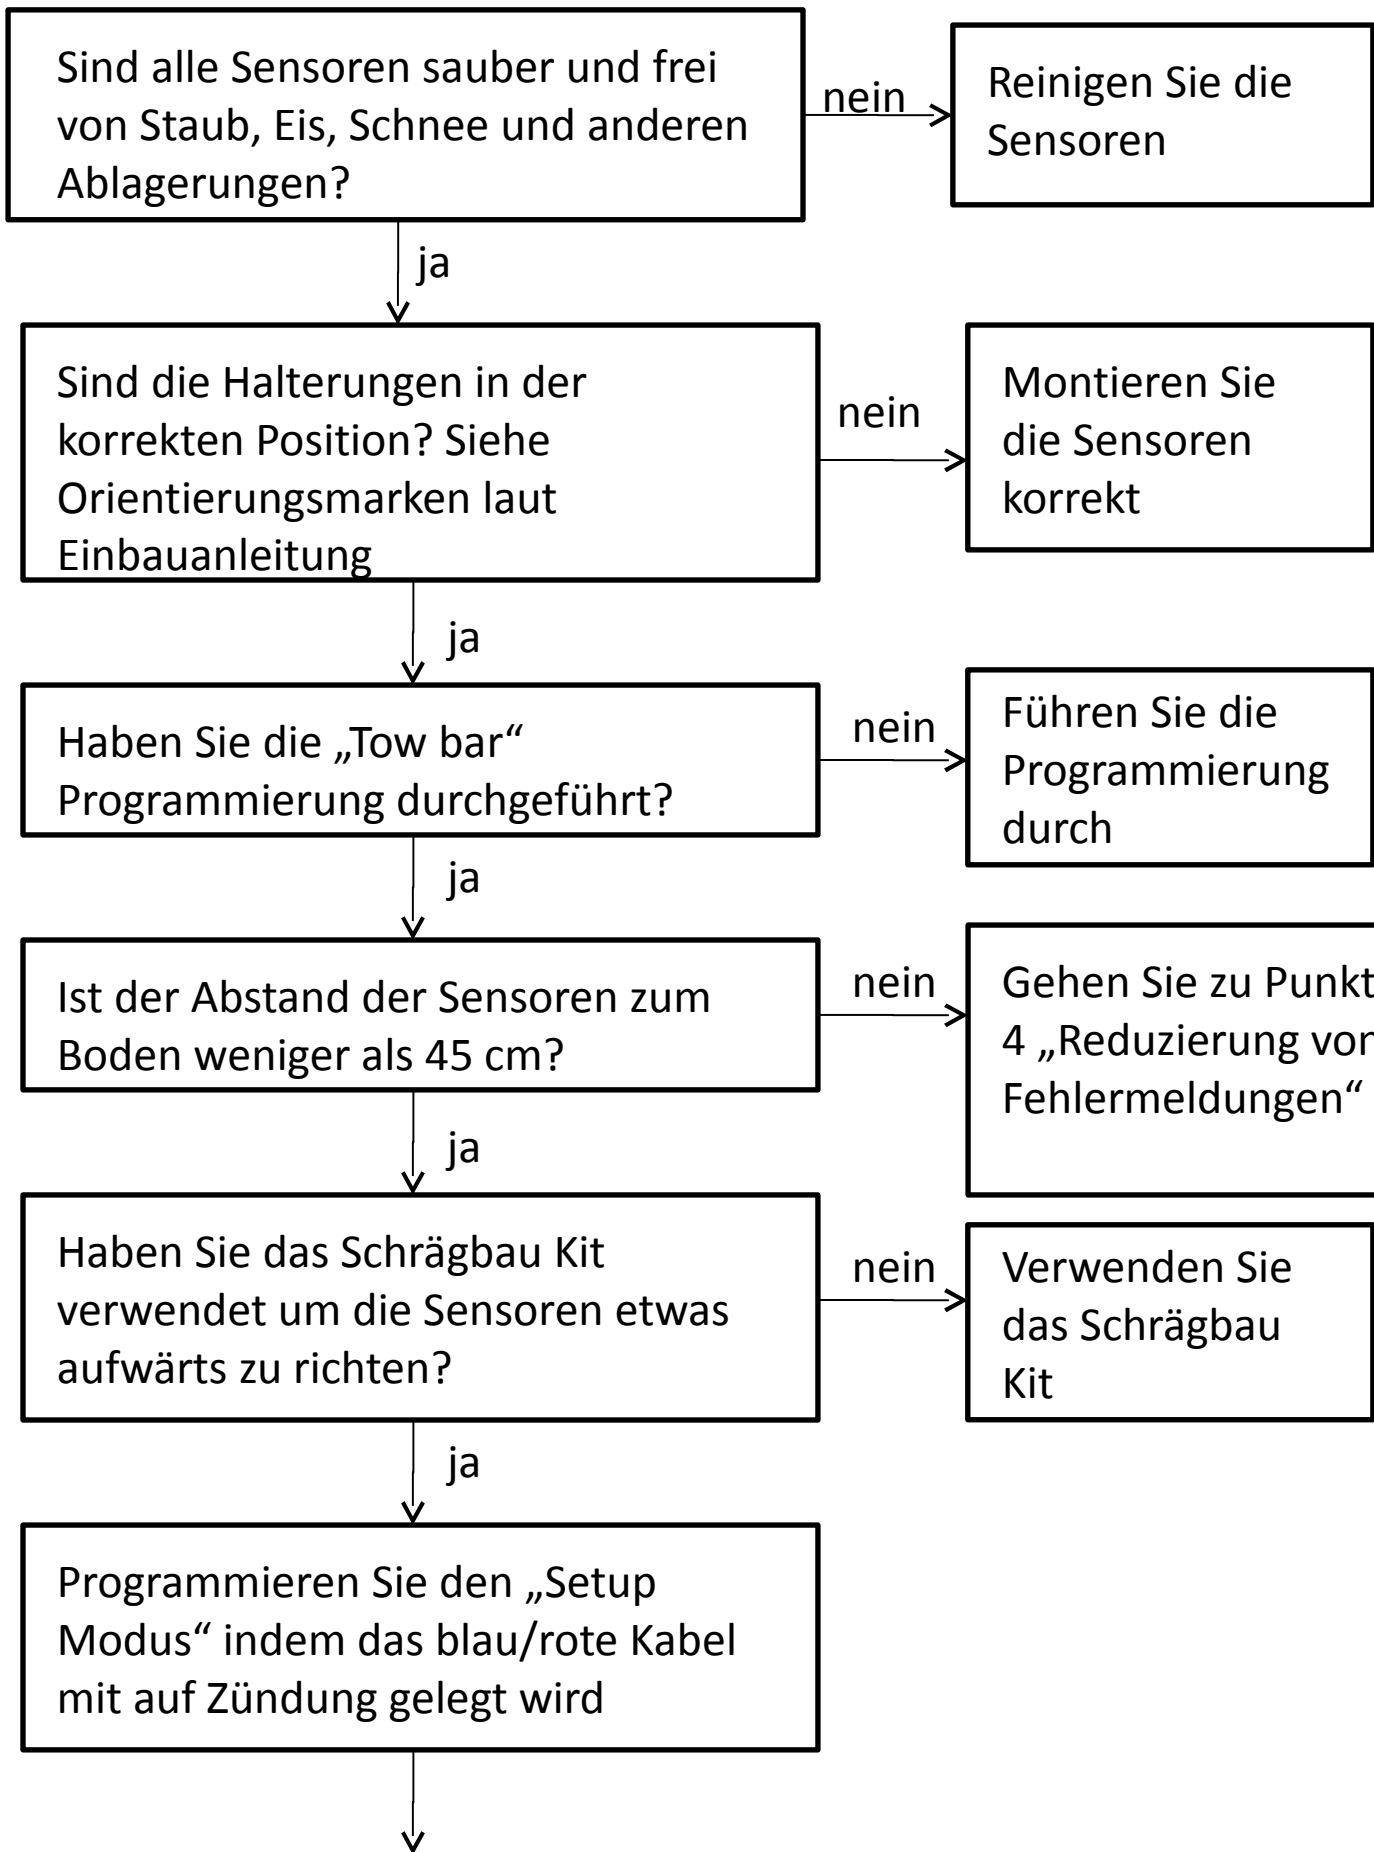 Sind alle Sensoren sauber und frei
von Staub, Eis, Schnee und anderen
Ablagerungen?
nein
Reinigen Sie die
Sensoren
ja
Sind die Halterungen in der
korrekten Position? Siehe
Orientierungsmarken laut
Einbauanleitung
nein
Montieren Sie
die Sensoren
korrekt
ja
Haben Sie die „Tow bar“
Programmierung durchgeführt?
nein
Führen Sie die
Programmierung
durch
ja
Ist der Abstand der Sensoren zum
Boden weniger als 45 cm?
nein
Gehen Sie zu Punkt
4 „Reduzierung von
Fehlermeldungen“
ja
Haben Sie das Schrägbau Kit
verwendet um die Sensoren etwas
aufwärts zu richten?
nein
Verwenden Sie
das Schrägbau
Kit
ja
Programmieren Sie den „Setup
Modus“ indem das blau/rote Kabel
mit auf Zündung gelegt wird